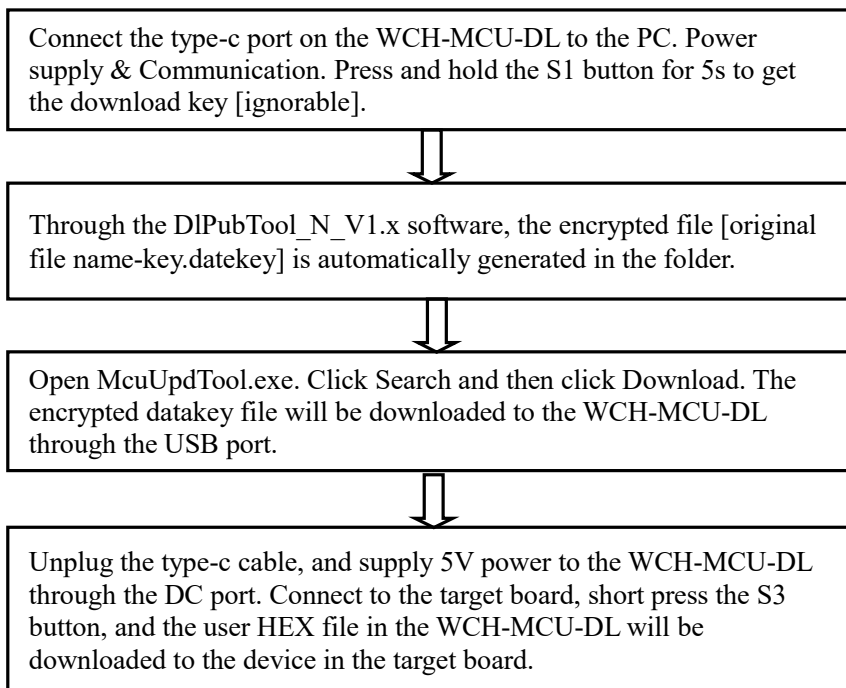 Connect the type-c port on the WCH-MCU-DL to the PC. Power
supply & Communication. Press and hold the S1 button for 5s to get
the download key [ignorable].
Through the DlPubTool_N_V1.x software, the encrypted file [original
file name-key.datekey] is automatically generated in the folder.
Open McuUpdTool.exe. Click Search and then click Download. The
encrypted datakey file will be downloaded to the WCH-MCU-DL
through the USB port.
Unplug the type-c cable, and supply 5V power to the WCH-MCU-DL
through the DC port. Connect to the target board, short press the S3
button, and the user HEX file in the WCH-MCU-DL will be
downloaded to the device in the target board.